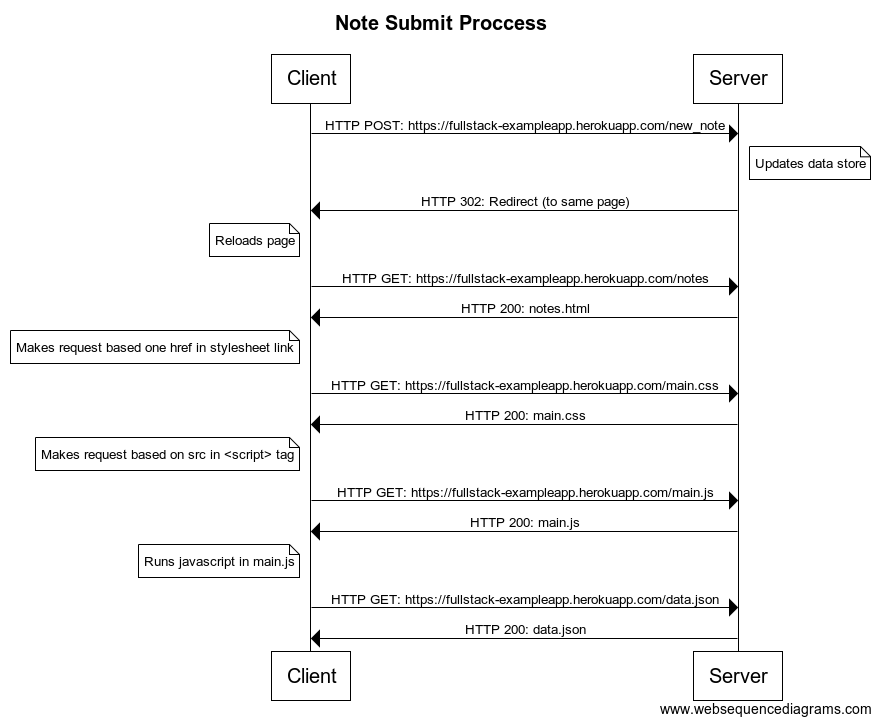 Note Submit Proccess
Client
Server
HTTP POST: https://fullstack-exampleapp.herokuapp.com/new_note
Updates data store
HTTP 302: Redirect (to same page)
Reloads page
HTTP GET: https://fullstack-exampleapp.herokuapp.com/notes
HTTP 200: notes.html
Makes request based one href in stylesheet link
HTTP GET: https://fullstack-exampleapp.herokuapp.com/main.css
HTTP 200: main.css
Makes request based on src in <script> tag
HTTP GET: https://fullstack-exampleapp.herokuapp.com/main.js
HTTP 200: main.js
Runs javascript in main.js
HTTP GET: https://fullstack-exampleapp.herokuapp.com/data.json
HTTP 200: data.json
Client
Server
www.websequencediagrams.com